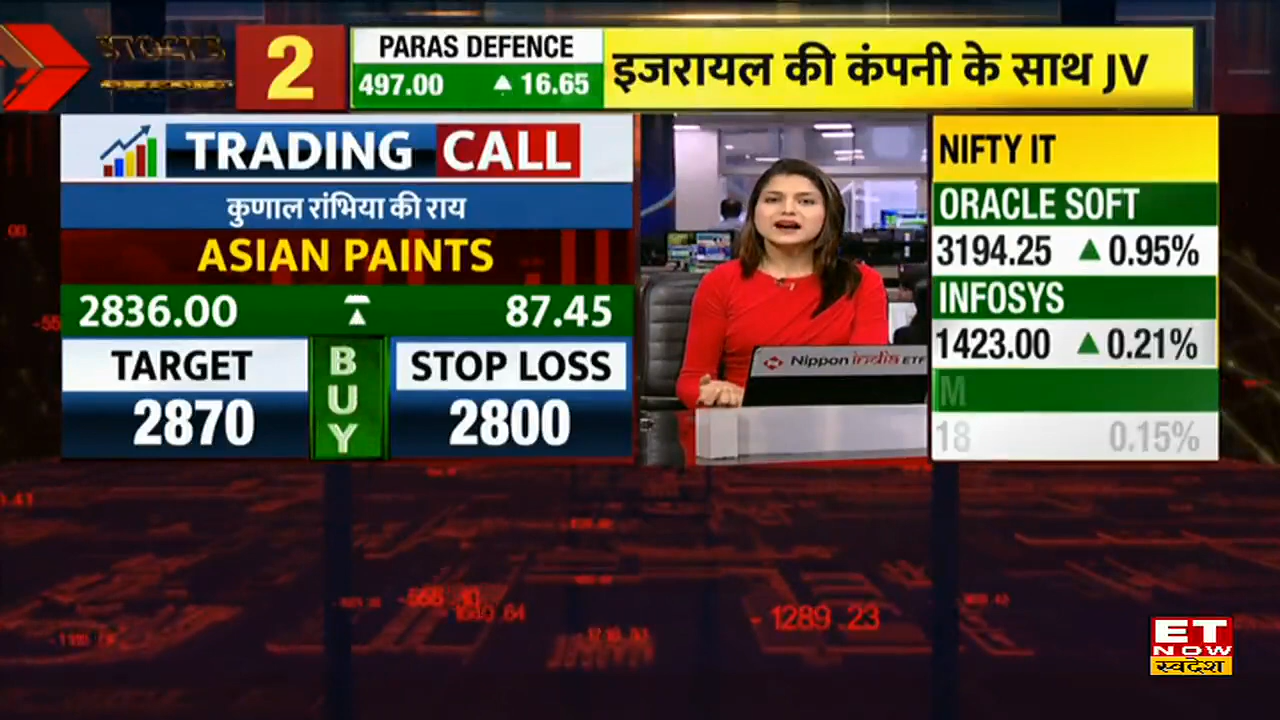 2
PARAS DEFENCE
497.00 ▲ 16.65
इजरायल की कंपनी के साथ JV
TRADING CALL
कुणाल रांभिया की राय
ASIAN PAINTS
2836.00 ▲ 87.45
TARGET
2870
BUY
STOP LOSS
2800
Nippon india ETF
NIFTY IT
ORACLE SOFT
3194.25 ▲ 0.95%
INFOSYS
1423.00 ▲ 0.21%
M
18 0.15%
-1289.23
ET
NOW
स्वदेश